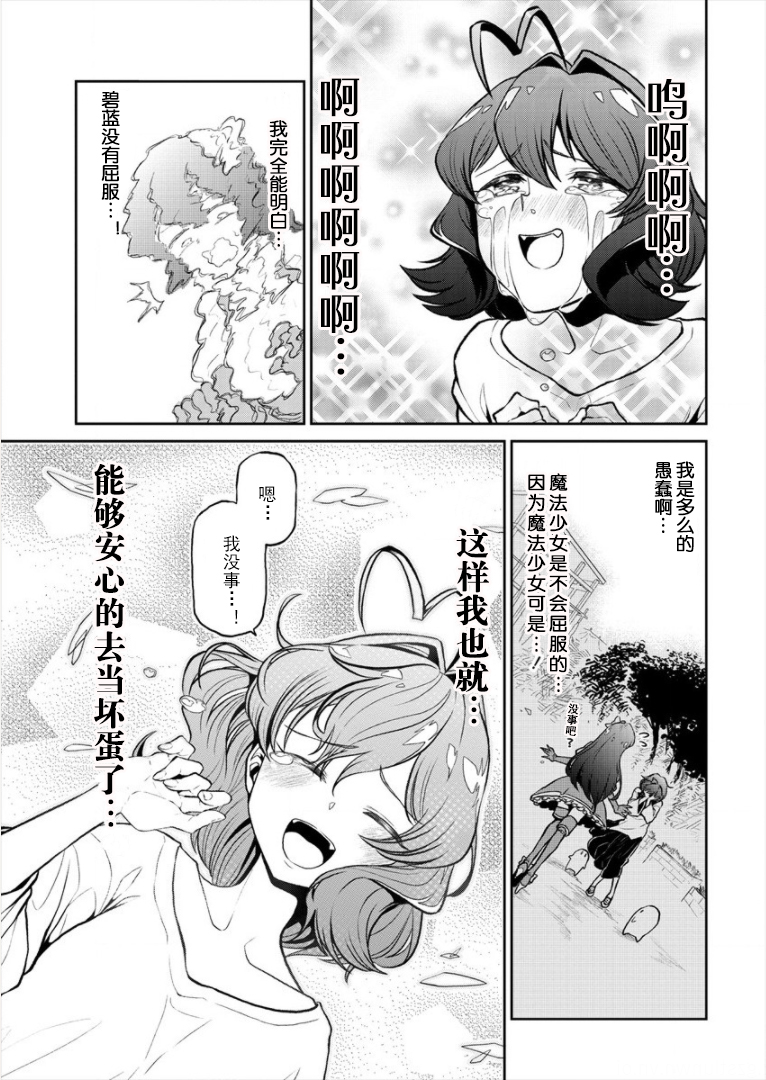 呜啊啊啊…
啊啊啊啊啊啊…
我完全能明白…
碧蓝没有屈服…！
我是多么的
愚蠢啊…
魔法少女是不会屈服的…
因为魔法少女可是…！
没事吧？
这样我也就…
嗯…
我没事…！
能够安心的去当坏蛋了…